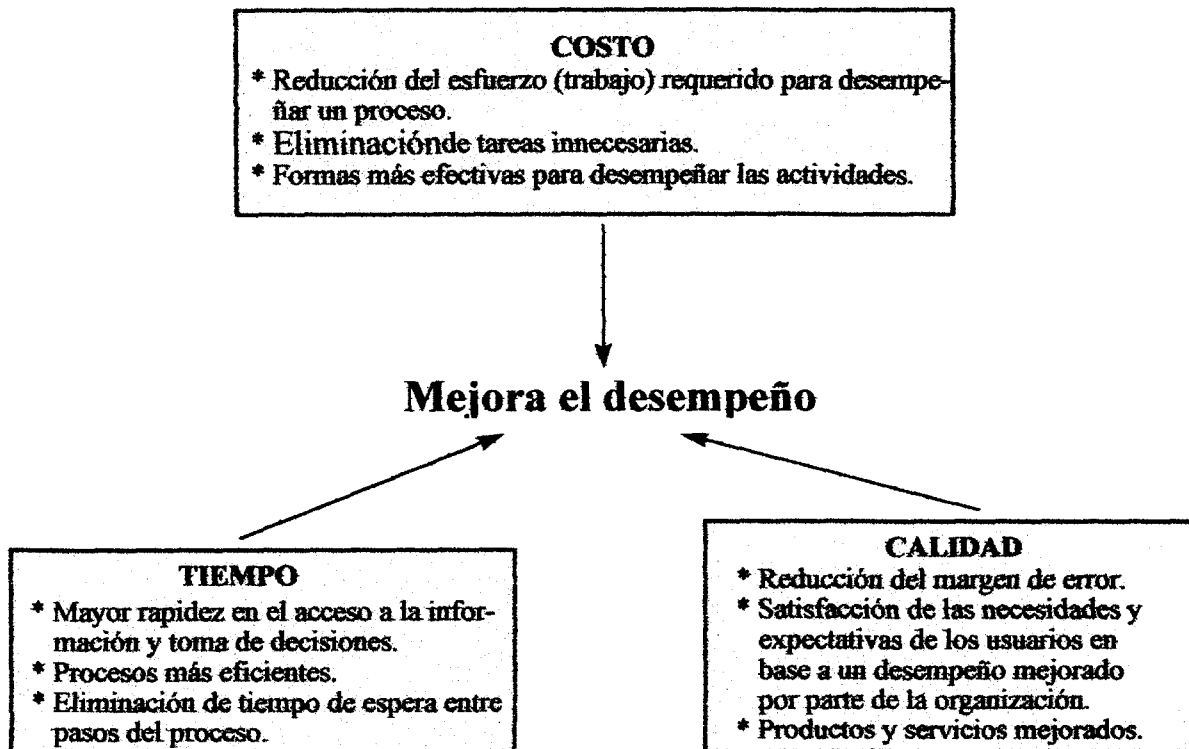 COSTO
* Reducción del esfuerzo (trabajo) requerido para desempe-
ñar un proceso.
* Eliminaciónde tareas innecesarias.
* Formas más efectivas para desempeñar las actividades.
Mejora el desempeño
TIEMPO
* Mayor rapidez en el acceso a la infor-
mación y toma de decisiones.
* Procesos más eficientes.
* Eliminación de tiempo de espera entre
pasos del proceso.
CALIDAD
* Reducción del margen de error.
* Satisfacción de las necesidades y
expectativas de los usuarios en
base a un desempeño mejorado
por parte de la organización.
* Productos y servicios mejorados.